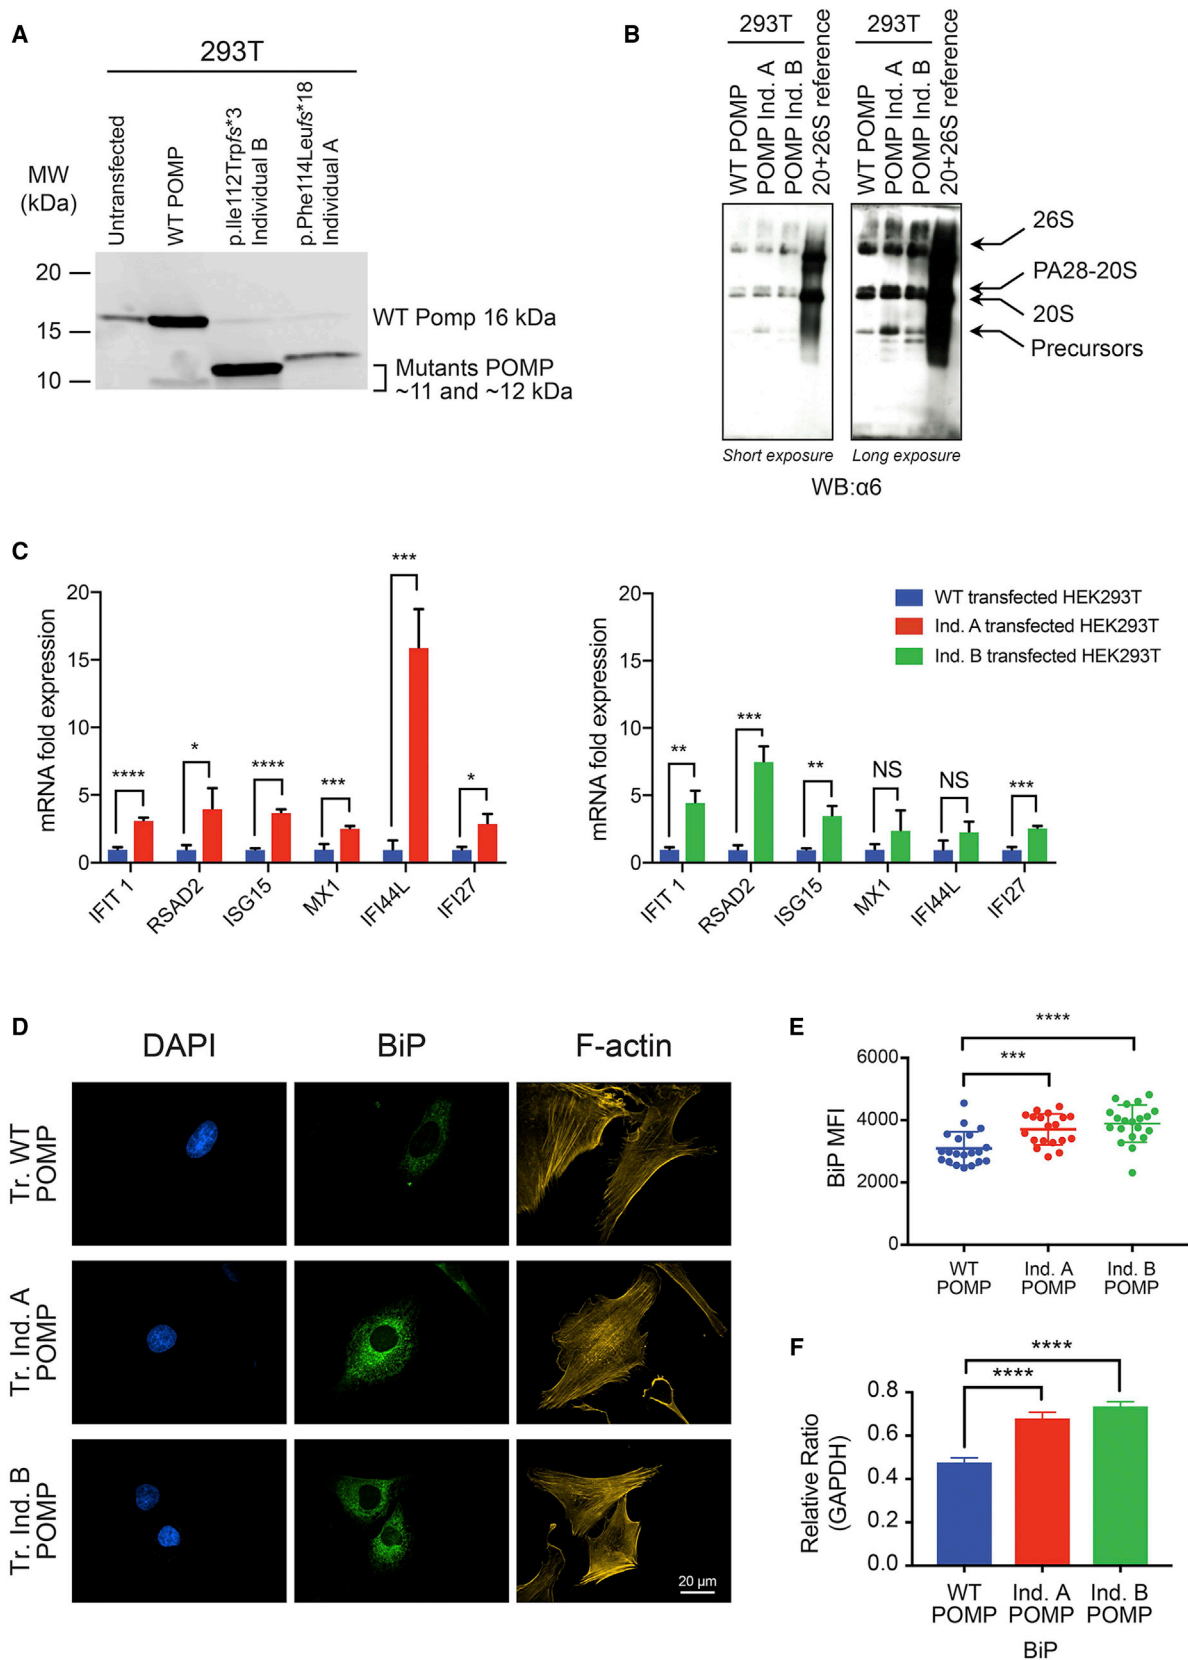 A
293T
MW
(kDa)
Untransfected
WT POMP
p.Ile112Trpfs*3
Individual B
p.Phe114Leufs*18
Individual A
20
15
10
WT Pomp 16 kDa
Mutants POMP
~11 and ~12 kDa
B
293T
293T
WT POMP
POMP Ind. A
POMP Ind. B
20+26S reference
WT POMP
POMP Ind. A
POMP Ind. B
20+26S reference
26S
PA28-20S
20S
Precursors
Short exposure
Long exposure
WB:α6
C
mRNA fold expression
20
15
10
5
0
****
*
****
***
***
*
IFIT 1
RSAD2
ISG15
MX1
IFI44L
IFI27
mRNA fold expression
20
15
10
5
0
**
***
**
NS
NS
***
IFIT 1
RSAD2
ISG15
MX1
IFI44L
IFI27
WT transfected HEK293T
Ind. A transfected HEK293T
Ind. B transfected HEK293T
D
DAPI
BiP
F-actin
Tr. WT
POMP
Tr. Ind. A
POMP
Tr. Ind. B
POMP
20 µm
E
****
***
BiP MFI
6000
4000
2000
0
WT
POMP
Ind. A
POMP
Ind. B
POMP
F
****
****
Relative Ratio
(GAPDH)
0.8
0.6
0.4
0.2
0.0
WT
POMP
Ind. A
POMP
Ind. B
POMP
BiP